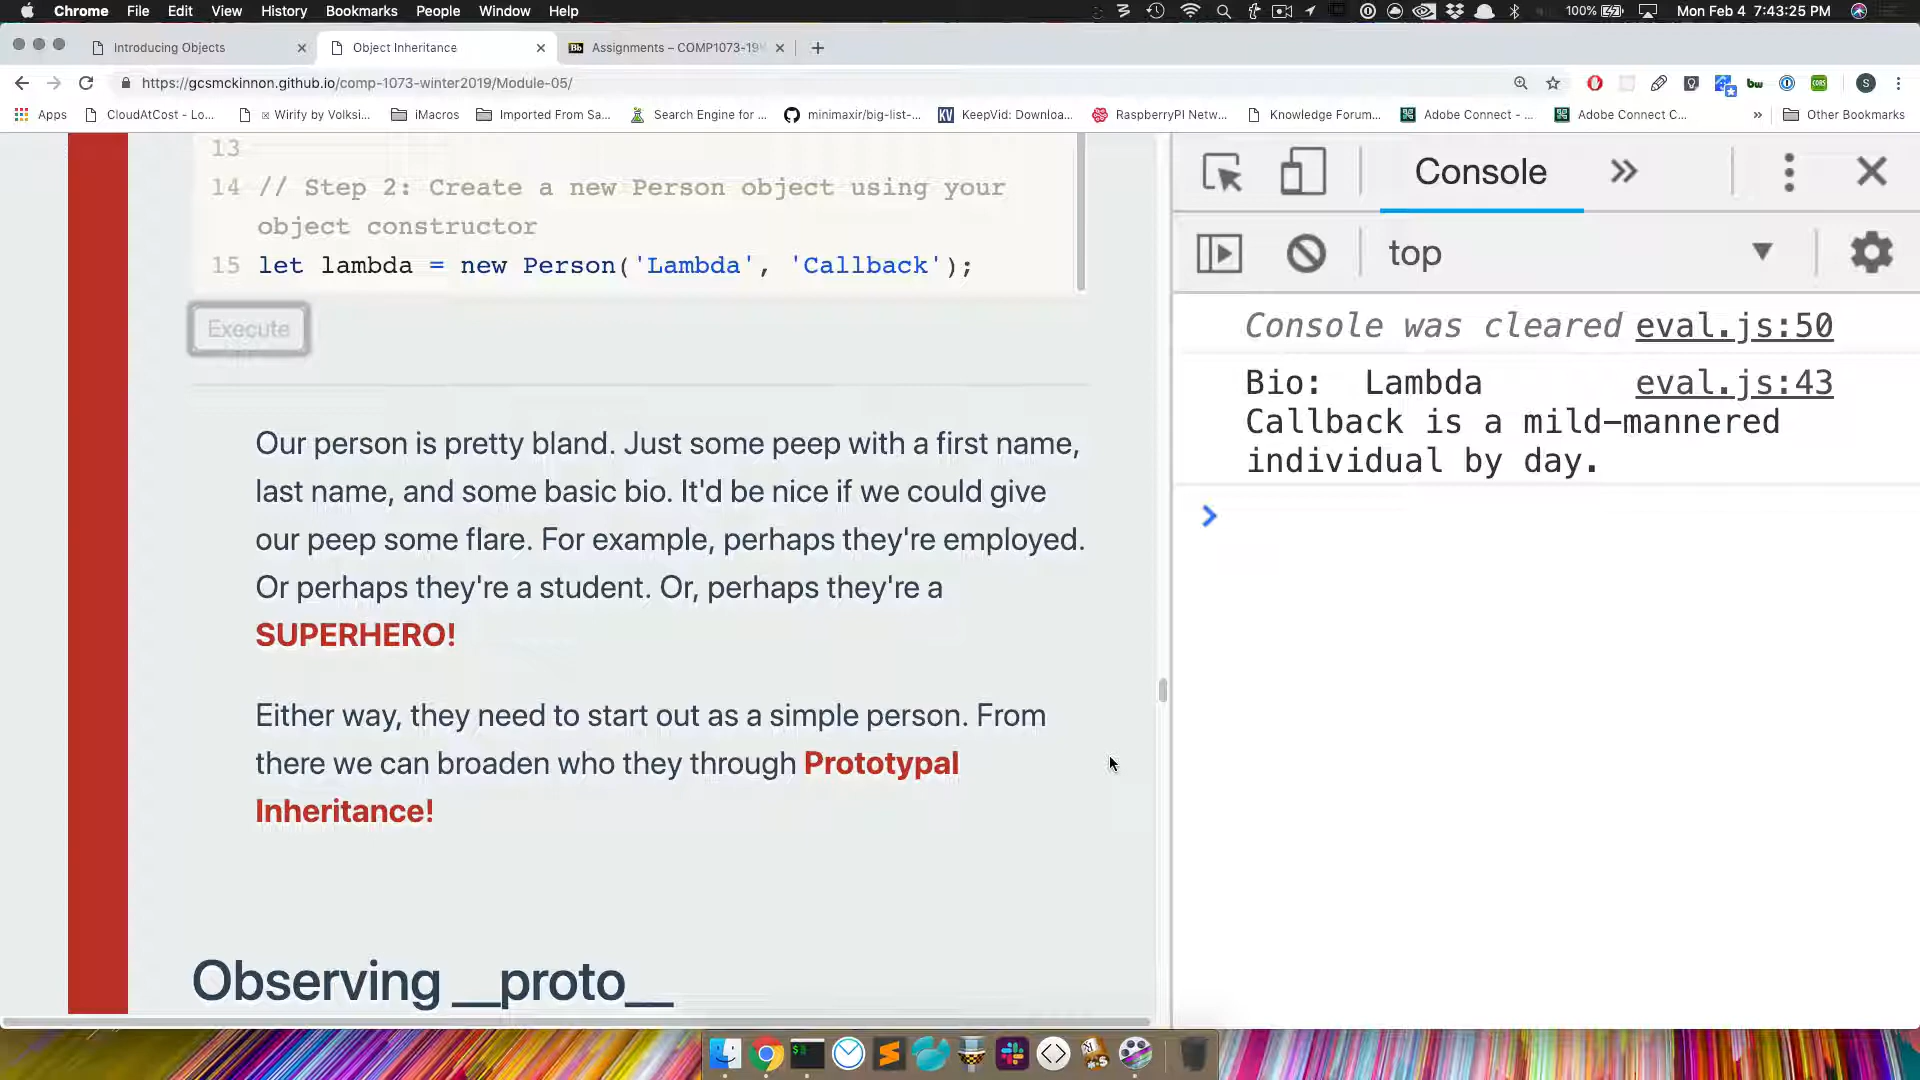 Chrome File Edit View History Bookmarks People Window Help 100% Mon Feb 4 7:43:25 PM
Introducing Objects Object Inheritance Bb Assignments – COMP1073-19
https://gcsmckinnon.github.io/comp-1073-winter2019/Module-05/
Apps CloudAtCost - Lo... Wirify by Volksi... iMacros Imported From Sa... Search Engine for ... minimaxir/big-list-... KV KeepVid: Downloa... RaspberryPI Netw... Knowledge Forum... Adobe Connect - ... Adobe Connect C... » Other Bookmarks
13
14 // Step 2: Create a new Person object using your
object constructor
15 let lambda = new Person('Lambda', 'Callback');
Execute
Our person is pretty bland. Just some peep with a first name,
last name, and some basic bio. It'd be nice if we could give
our peep some flare. For example, perhaps they're employed.
Or perhaps they're a student. Or, perhaps they're a
SUPERHERO!
Either way, they need to start out as a simple person. From
there we can broaden who they through Prototypal
Inheritance!
Observing __proto__
Console
top
Console was cleared eval.js:50
Bio: Lambda eval.js:43
Callback is a mild-mannered
individual by day.